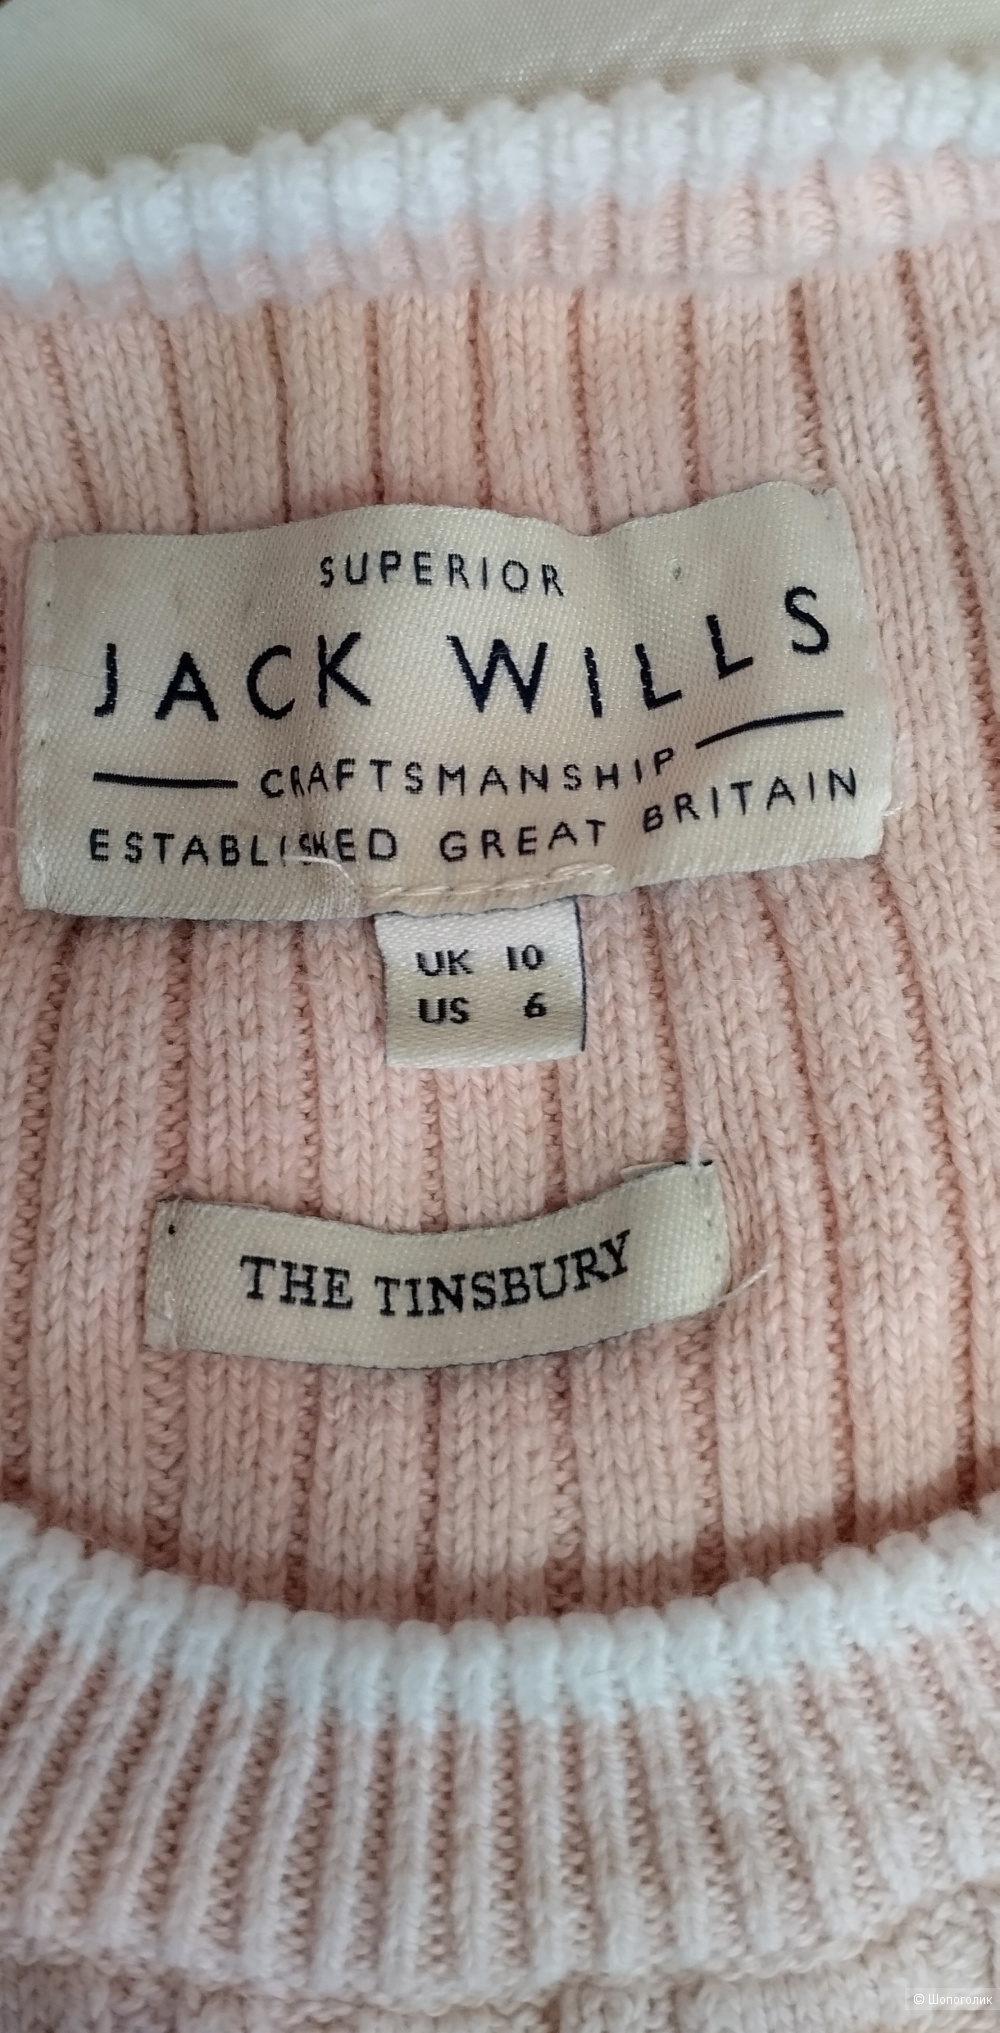 SUPERIOR
JACK WILLS
CRAFTSMANSHIP
ESTABLISHED GREAT BRITAIN
UK 10
US 6
THE TINSBURY
© Шопоголик